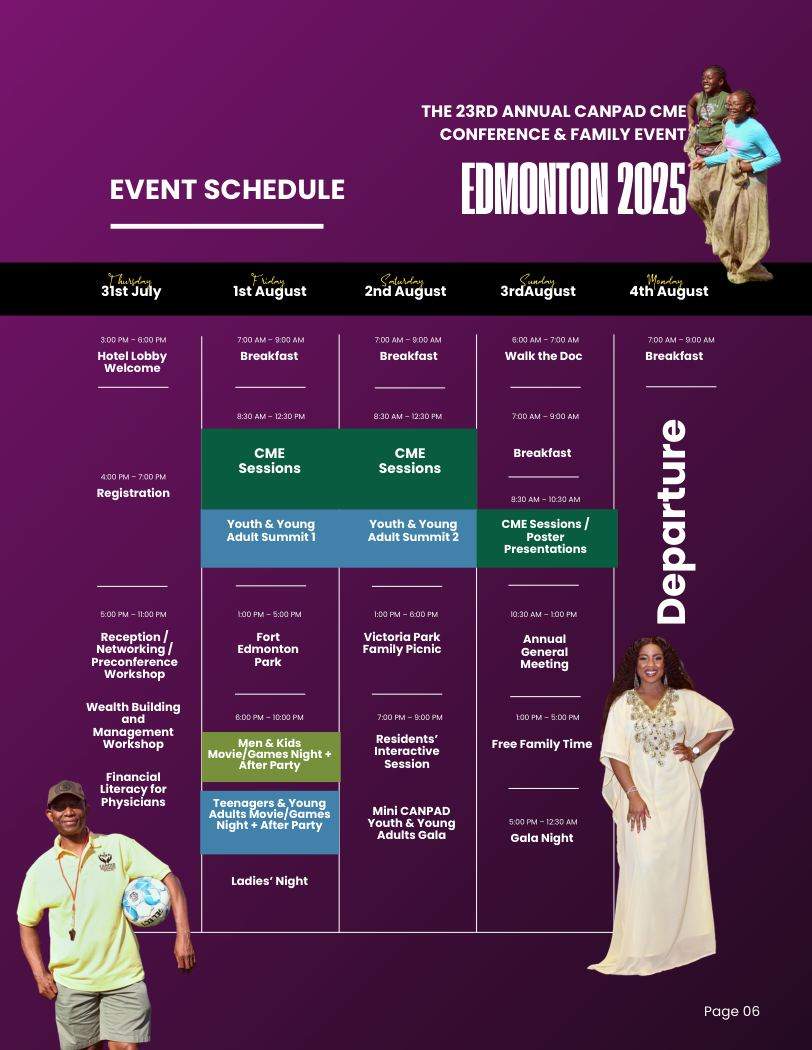 THE 23RD ANNUAL CANPAD CME
CONFERENCE & FAMILY EVENT
EDMONTON 2025
EVENT SCHEDULE
Thursday
31st July
Friday
1st August
Saturday
2nd August
Sunday
3rdAugust
Monday
4th August
3:00 PM – 6:00 PM
Hotel Lobby
Welcome
4:00 PM – 7:00 PM
Registration
5:00 PM – 11:00 PM
Reception /
Networking /
Preconference
Workshop
Wealth Building
and
Management
Workshop
Financial
Literacy for
Physicians
7:00 AM – 9:00 AM
Breakfast
8:30 AM – 12:30 PM
CME
Sessions
Youth & Young
Adult Summit 1
1:00 PM – 5:00 PM
Fort
Edmonton
Park
6:00 PM – 10:00 PM
Men & Kids
Movie/Games Night +
After Party
Teenagers & Young
Adults Movie/Games
Night + After Party
Ladies' Night
7:00 AM – 9:00 AM
Breakfast
8:30 AM – 12:30 PM
CME
Sessions
Youth & Young
Adult Summit 2
1:00 PM – 6:00 PM
Victoria Park
Family Picnic
7:00 PM – 9:00 PM
Residents'
Interactive
Session
Mini CANPAD
Youth & Young
Adults Gala
6:00 AM – 7:00 AM
Walk the Doc
7:00 AM – 9:00 AM
Breakfast
8:30 AM – 10:30 AM
CME Sessions /
Poster
Presentations
10:30 AM – 1:00 PM
Annual
General
Meeting
1:00 PM – 5:00 PM
Free Family Time
5:00 PM – 12:30 AM
Gala Night
7:00 AM – 9:00 AM
Breakfast
Departure
Page 06